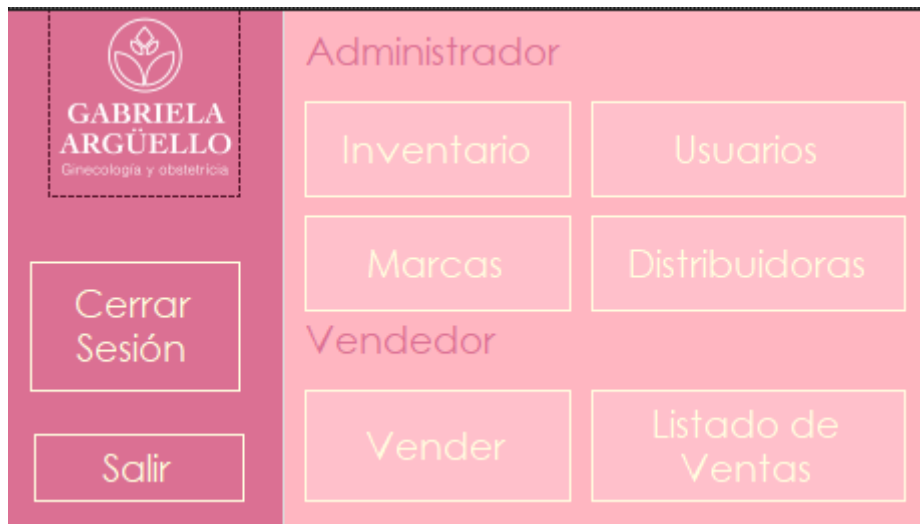 GABRIELA
ARGÜELLO
Ginecología y obstetricia
Cerrar
Sesión
Salir
Administrador
Inventario
Usuarios
Marcas
Distribuidoras
Vendedor
Vender
Listado de
Ventas